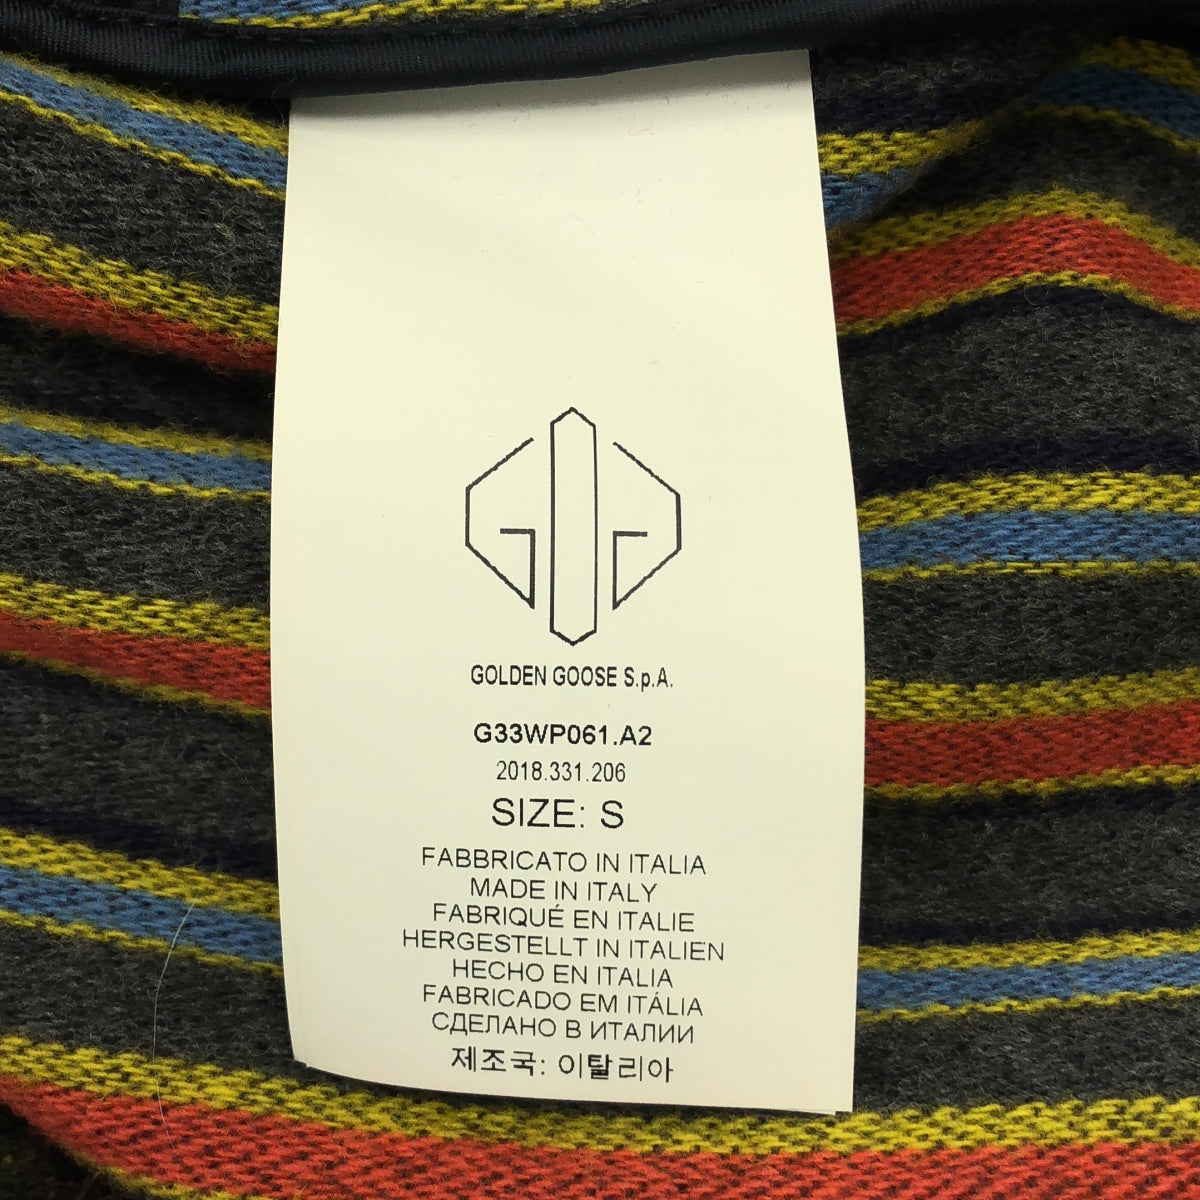 GOLDEN GOOSE S.p.A.
G33WP061.A2
2018.331.206
SIZE: S
FABBRICATO IN ITALIA
MADE IN ITALY
FABRIQUÉ EN ITALIE
HERGESTELLT IN ITALIEN
HECHO EN ITALIA
FABRICADO EM ITÁLIA
СДЕЛАНО В ИТАЛИИ
제조국: 이탈리아